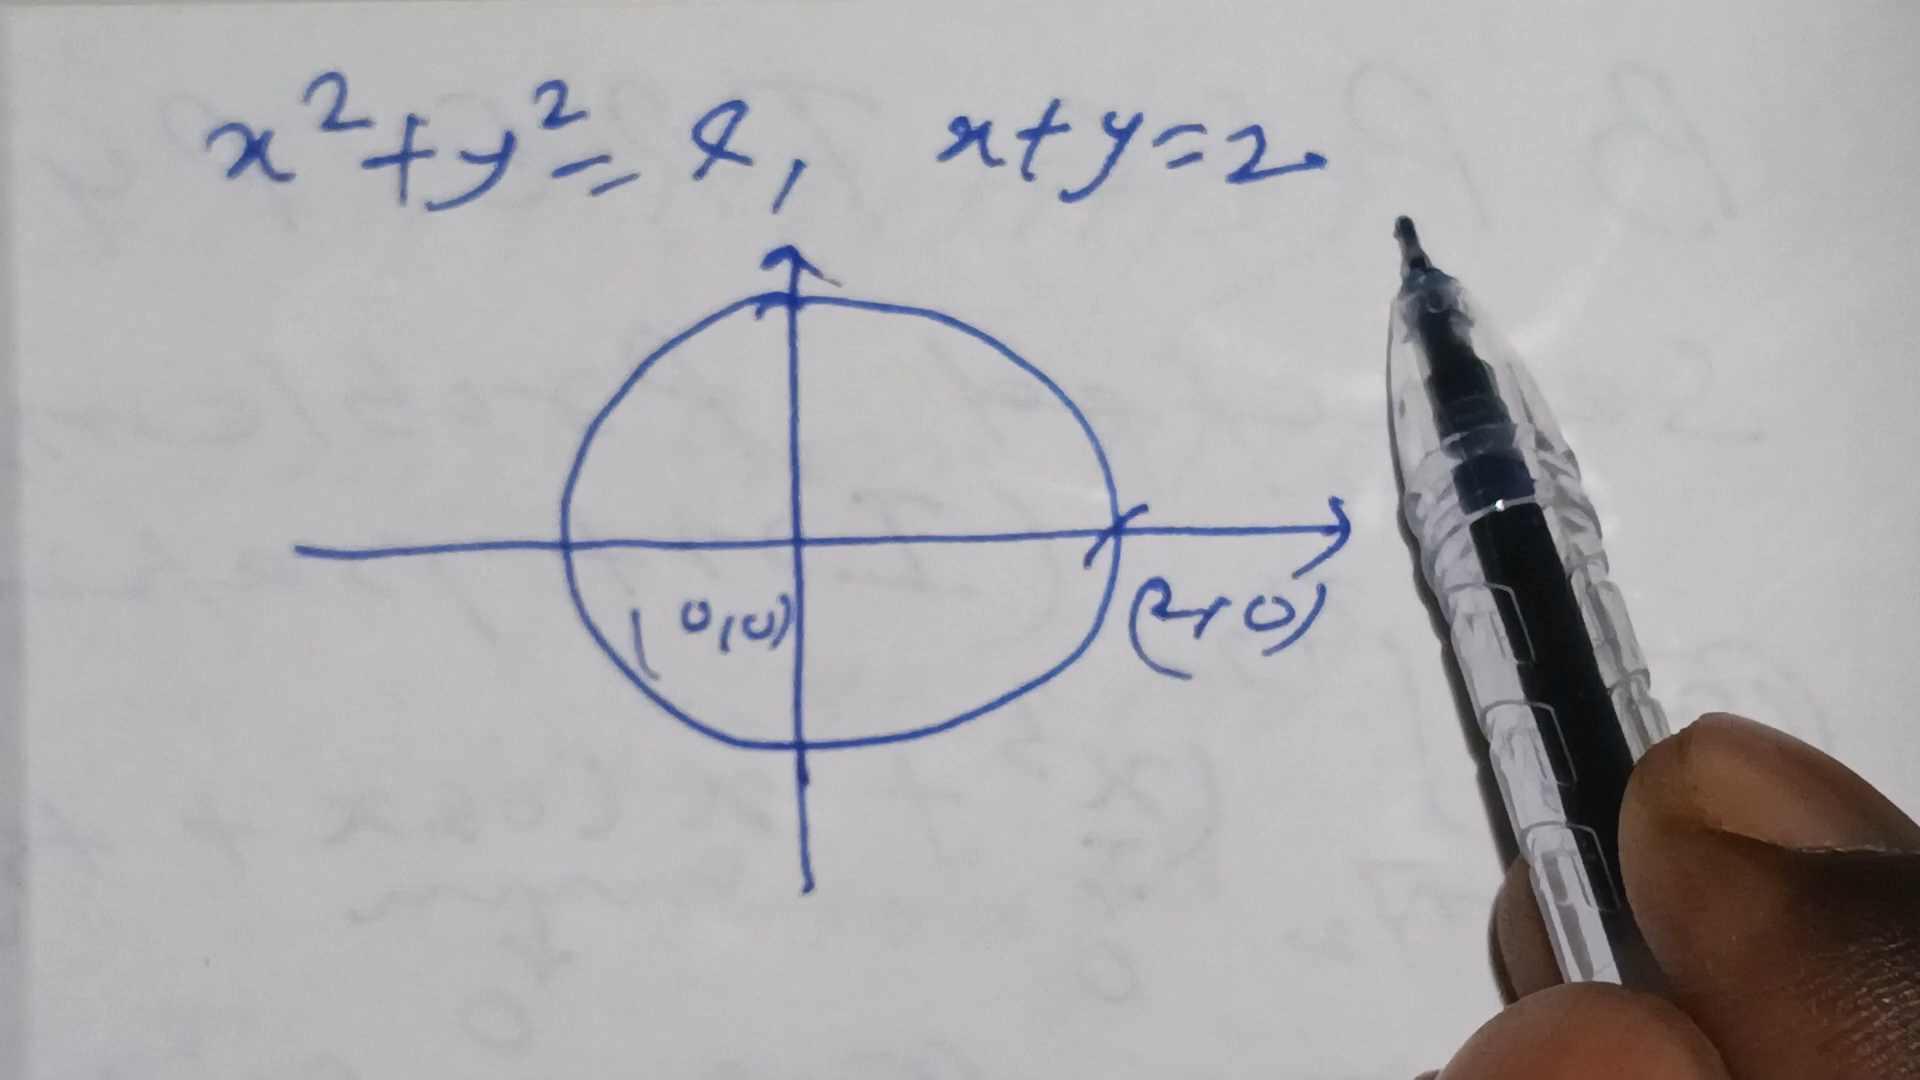 x²+y²=4, x+y=2.
(0,0) (2,0)